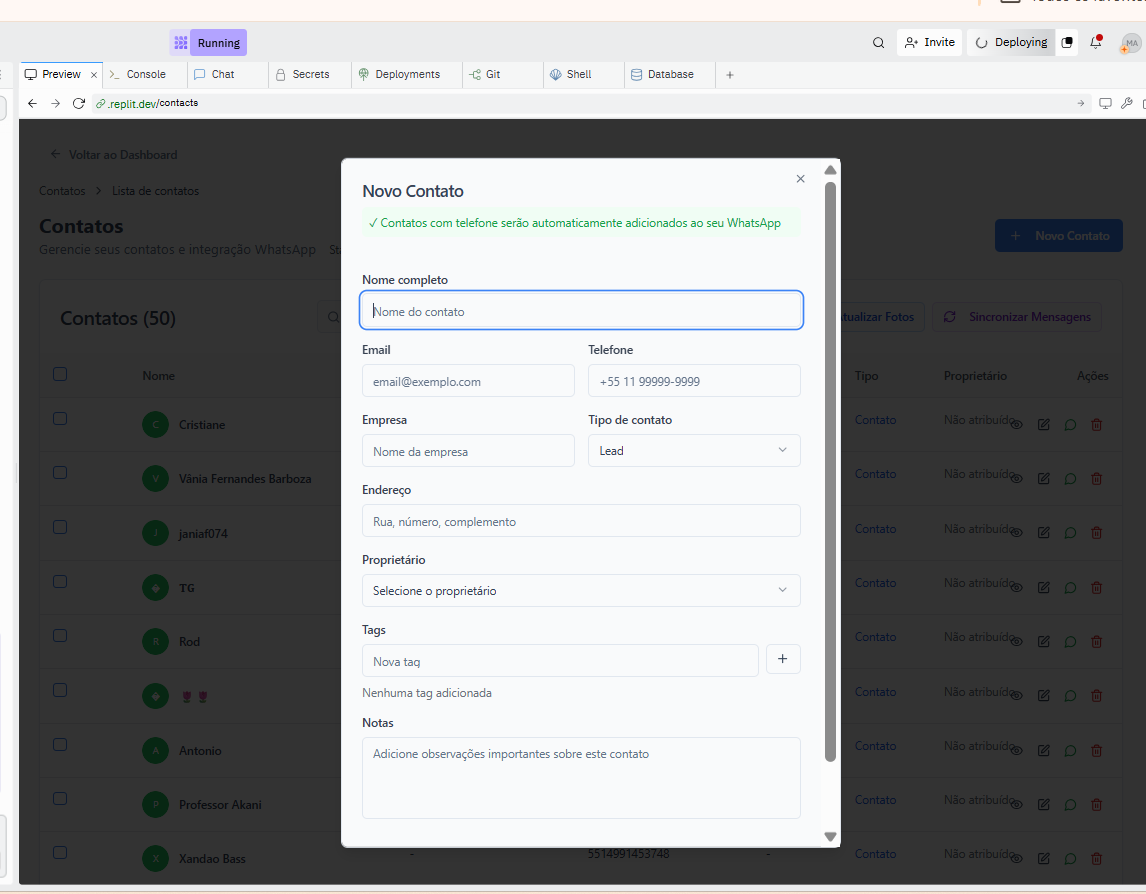 Running
Invite
Deploying
MA
Preview
Console
Chat
Secrets
Deployments
Git
Shell
Database
.replit.dev/contacts
Voltar ao Dashboard
Contatos > Lista de contatos
Contatos
Gerencie seus contatos e integração WhatsApp
Novo Contato
Contatos (50)
tualizar Fotos
Sincronizar Mensagens
Nome
Tipo
Proprietário
Ações
C Cristiane Contato Não atribuído
V Vânia Fernandes Barboza Contato Não atribuído
J janiaf074 Contato Não atribuído
TG Contato Não atribuído
R Rod Contato Não atribuído
Contato Não atribuído
A Antonio Contato Não atribuído
P Professor Akani Contato Não atribuído
X Xandao Bass - 5514991453748 - Contato Não atribuído
Novo Contato
✓ Contatos com telefone serão automaticamente adicionados ao seu WhatsApp
Nome completo
Nome do contato
Email
Telefone
email@exemplo.com
+55 11 99999-9999
Empresa
Tipo de contato
Nome da empresa
Lead
Endereço
Rua, número, complemento
Proprietário
Selecione o proprietário
Tags
Nova tag
Nenhuma tag adicionada
Notas
Adicione observações importantes sobre este contato